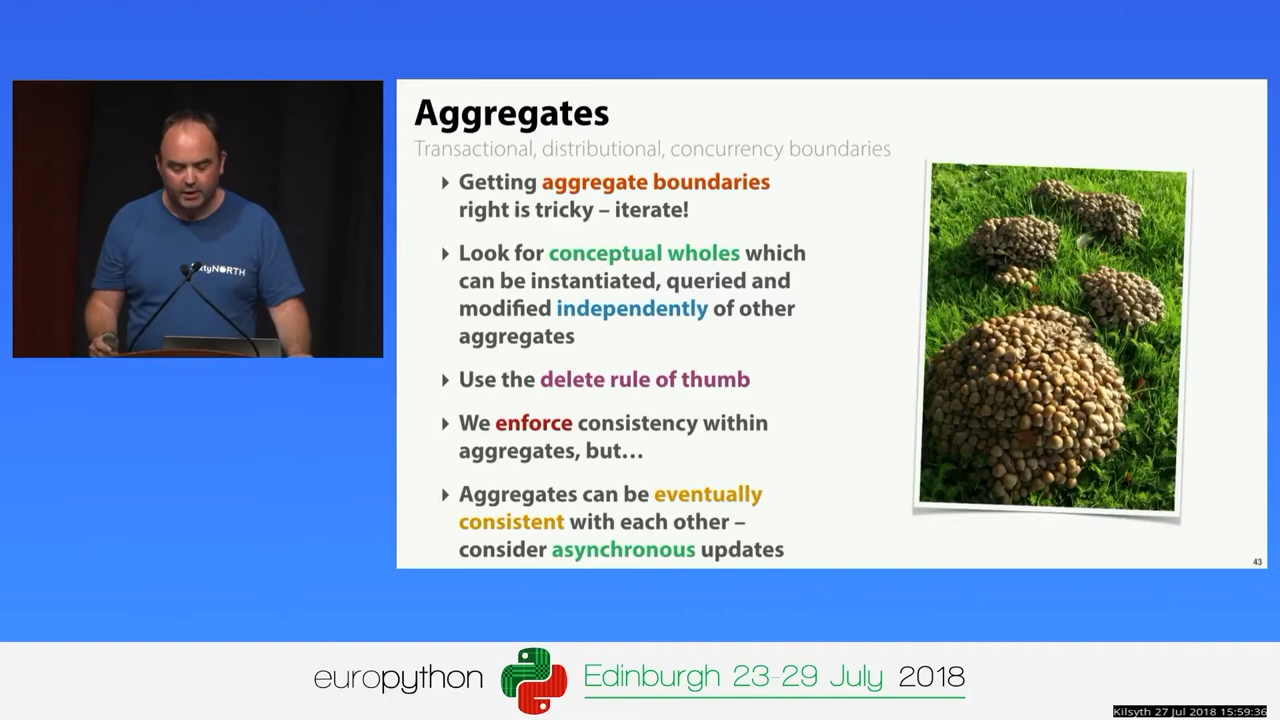 Aggregates
Transactional, distributional, concurrency boundaries
Getting aggregate boundaries
right is tricky – iterate!
Look for conceptual wholes which
can be instantiated, queried and
modified independently of other
aggregates
Use the delete rule of thumb
We enforce consistency within
aggregates, but…
Aggregates can be eventually
consistent with each other –
consider asynchronous updates
43
europython
Edinburgh 23-29 July 2018
Kilsyth 27 Jul 2018 15:59:36